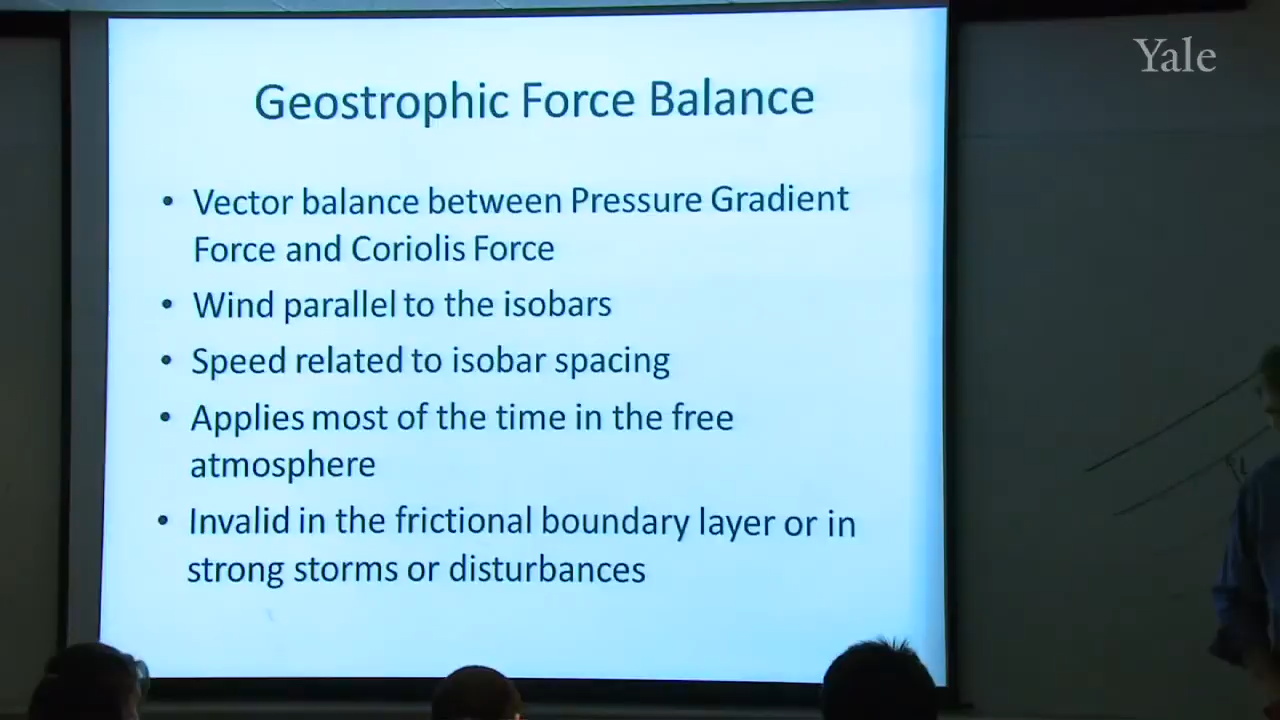 Yale
Geostrophic Force Balance
• Vector balance between Pressure Gradient
Force and Coriolis Force
• Wind parallel to the isobars
• Speed related to isobar spacing
• Applies most of the time in the free
atmosphere
• Invalid in the frictional boundary layer or in
strong storms or disturbances